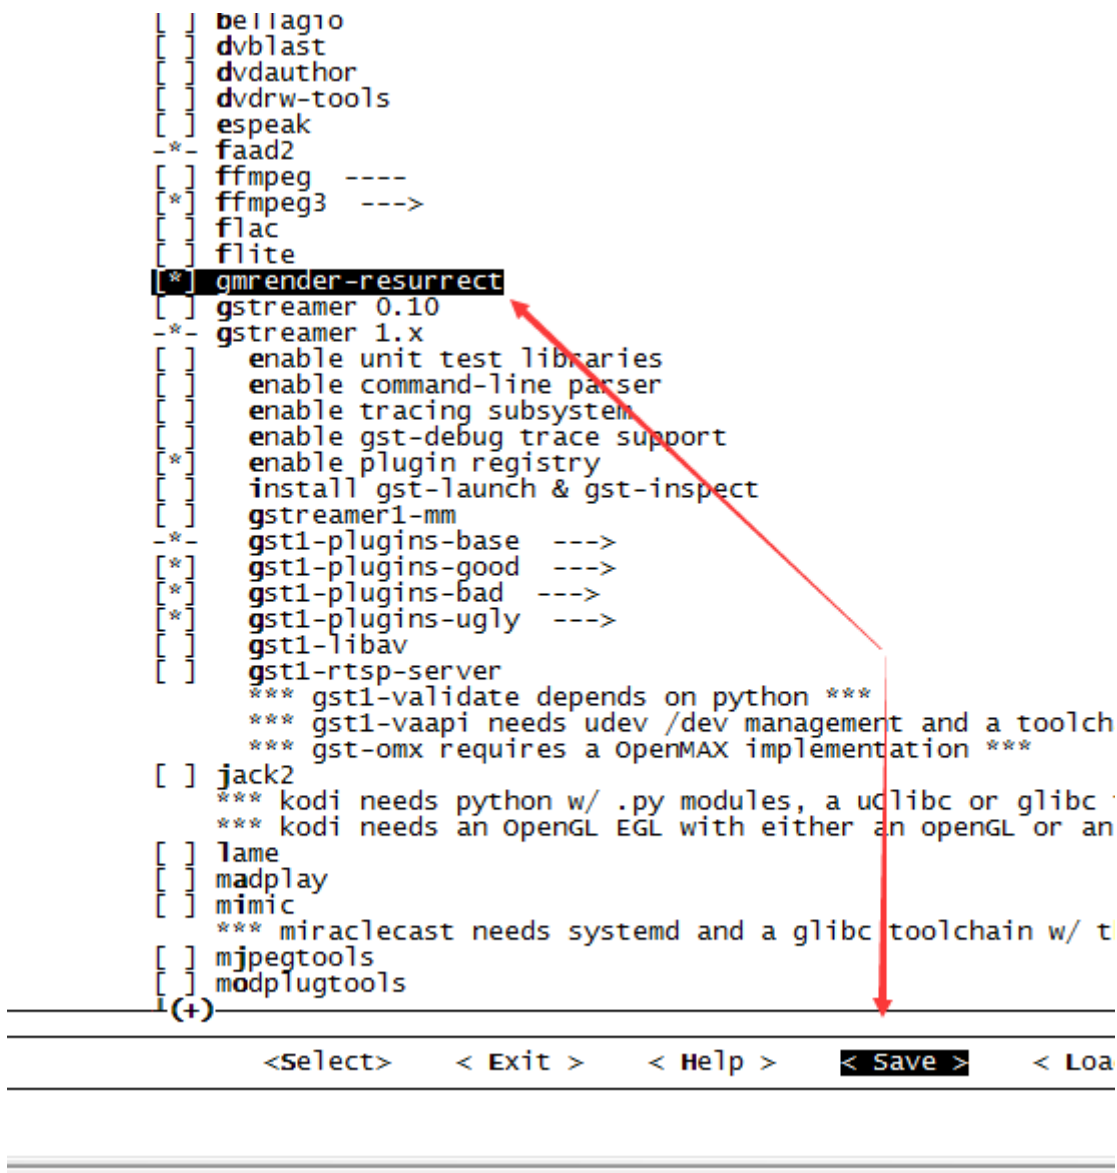 [ ] bellagio
[ ] dvblast
[ ] dvdauthor
[ ] dvdrw-tools
[ ] espeak
-*- faad2
[ ] ffmpeg  ----
[*] ffmpeg3  --->
[ ] flac
[ ] flite
[*] gmrender-resurrect
[ ] gstreamer 0.10
-*- gstreamer 1.x
[ ]   enable unit test libraries
[ ]   enable command-line parser
[ ]   enable tracing subsystem
[ ]   enable gst-debug trace support
[*]   enable plugin registry
[ ]   install gst-launch & gst-inspect
[ ]   gstreamer1-mm
-*-   gst1-plugins-base  --->
[*]   gst1-plugins-good  --->
[*]   gst1-plugins-bad  --->
[*]   gst1-plugins-ugly  --->
[ ]   gst1-libav
[ ]   gst1-rtsp-server
*** gst1-validate depends on python ***
*** gst1-vaapi needs udev /dev management and a toolch
*** gst-omx requires a OpenMAX implementation ***
[ ] jack2
*** kodi needs python w/ .py modules, a uClibc or glibc
*** kodi needs an OpenGL EGL with either an openGL or an
[ ] lame
[ ] madplay
[ ] mimic
*** miraclecast needs systemd and a glibc toolchain w/ t
[ ] mjpegtools
[ ] modplugtools
┴(+)
<Select>    < Exit >    < Help >    < Save >    < Loa